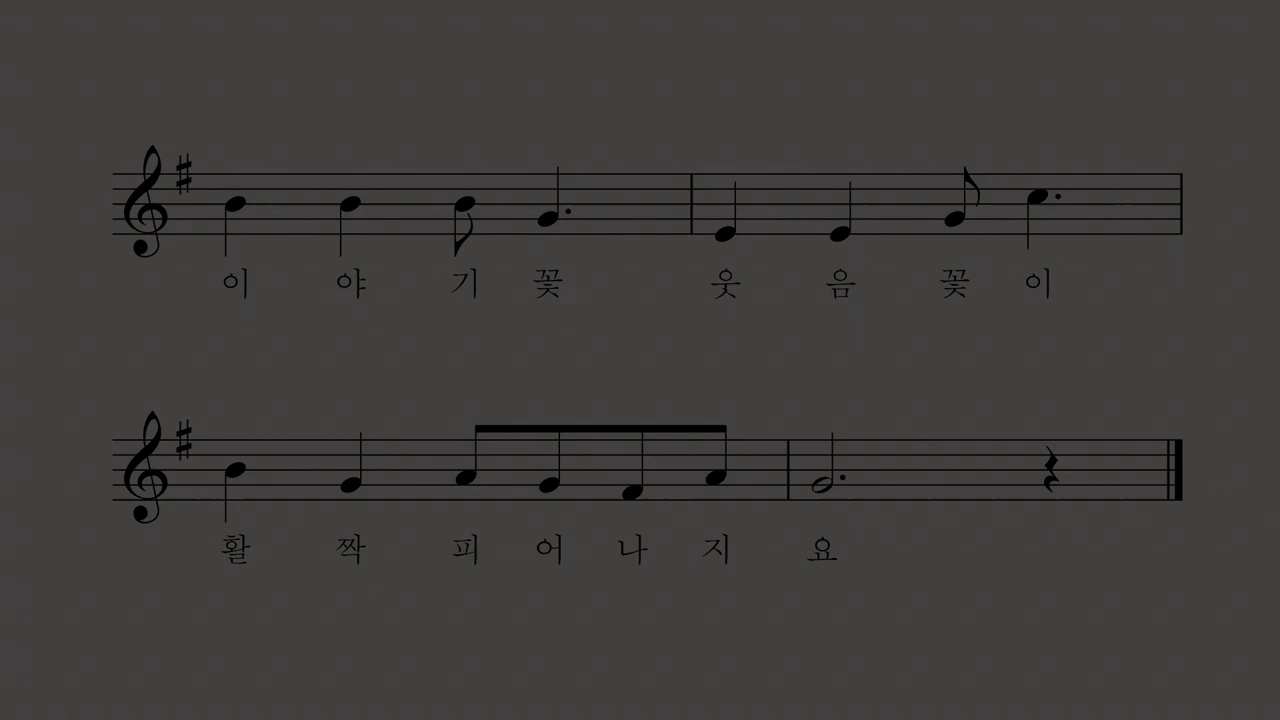 이 야 기 꽃 웃 음 꽃 이
활 짝 피 어 나 지 요